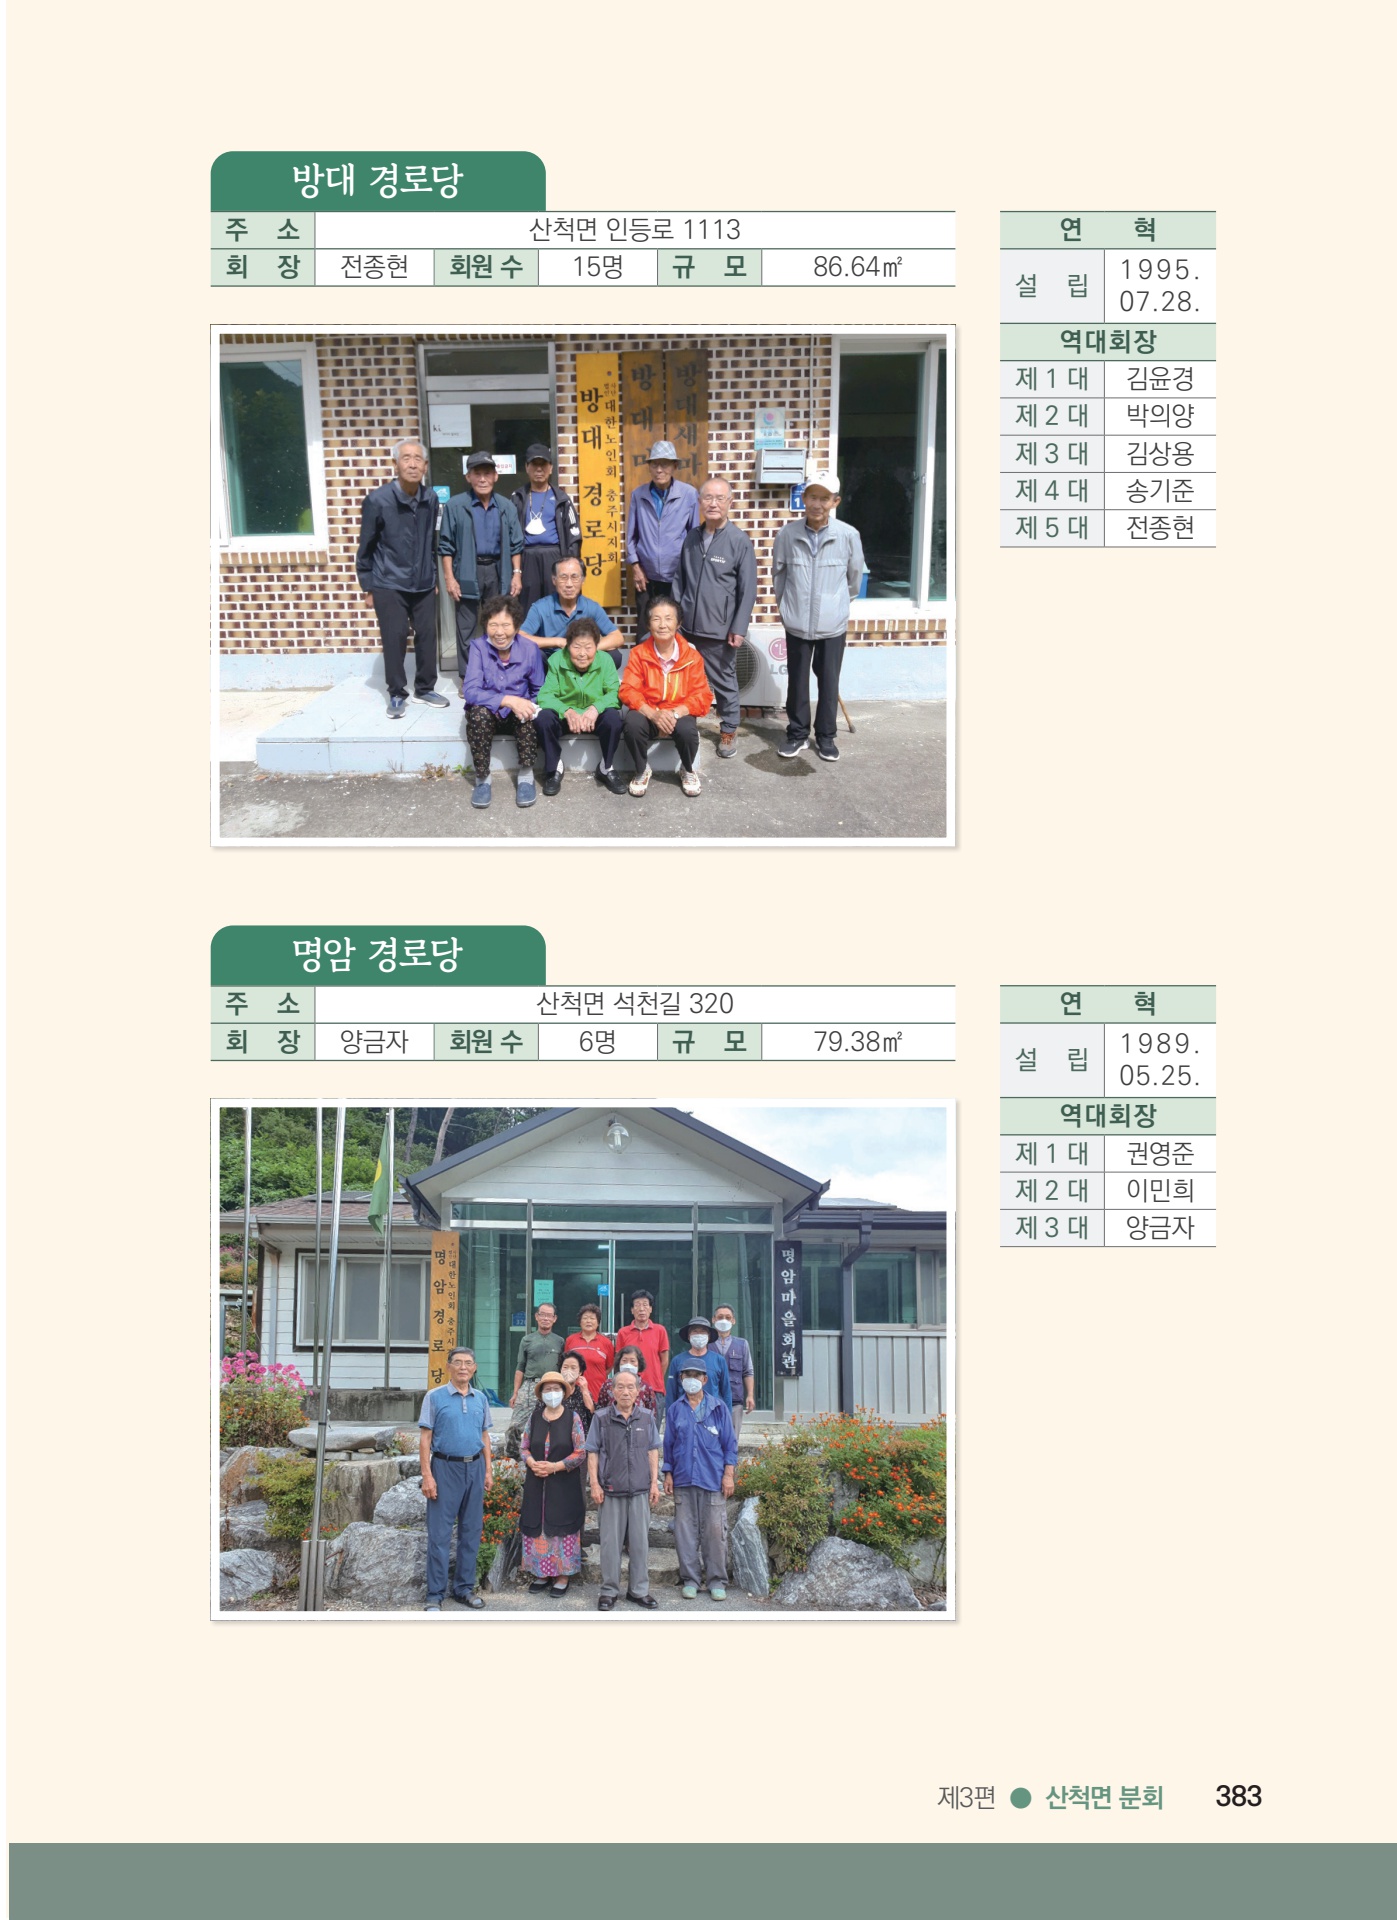 방대 경로당
주 소 산척면 인등로 1113
회 장 전종현 회원 수 15명 규 모 86.64㎡
연 혁
설 립 1995. 07.28.
역대회장
제 1 대 김윤경
제 2 대 박의양
제 3 대 김상용
제 4 대 송기준
제 5 대 전종현
사단법인 대한노인회 충주시지회
방대 경로당
방대마
방대새마
LG
명암 경로당
주 소 산척면 석천길 320
회 장 양금자 회원 수 6명 규 모 79.38㎡
연 혁
설 립 1989. 05.25.
역대회장
제 1 대 권영준
제 2 대 이민희
제 3 대 양금자
사단법인 대한노인회 충주시
명암경로당
명암마을회관
제3편 ● 산척면 분회 383